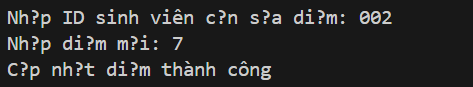 Nh?p ID sinh viên c?n s?a di?m: 002
Nh?p di?m m?i: 7
C?p nh?t di?m thành công